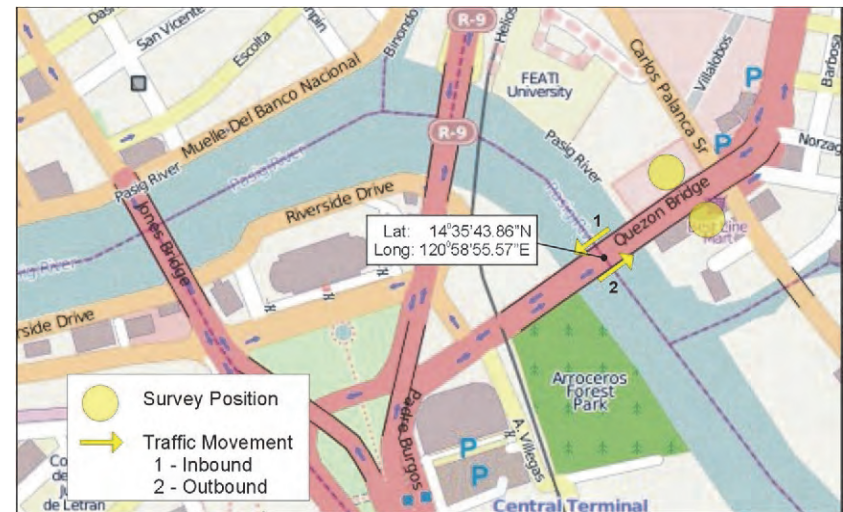 San Vicente
Escolta
Binondo
Helios
R-9
FEATI
University
Carlos Palanca Sr
Villalobos
Barbosa
P
Norzag
P
Muelle Del Banco Nacional
R-9
Pasig River
Pasig River
Pasig River
Pasig River
Riverside Drive
Jones Bridge
Quezon Bridge
1
Lat: 14°35'43.86"N
Long: 120°58'55.57"E
2
rside Drive
Arroceros
Forest
Park
Padre Burgos
A. Villegas
P
P
Central Terminal
de Letran
Survey Position
Traffic Movement
1 - Inbound
2 - Outbound